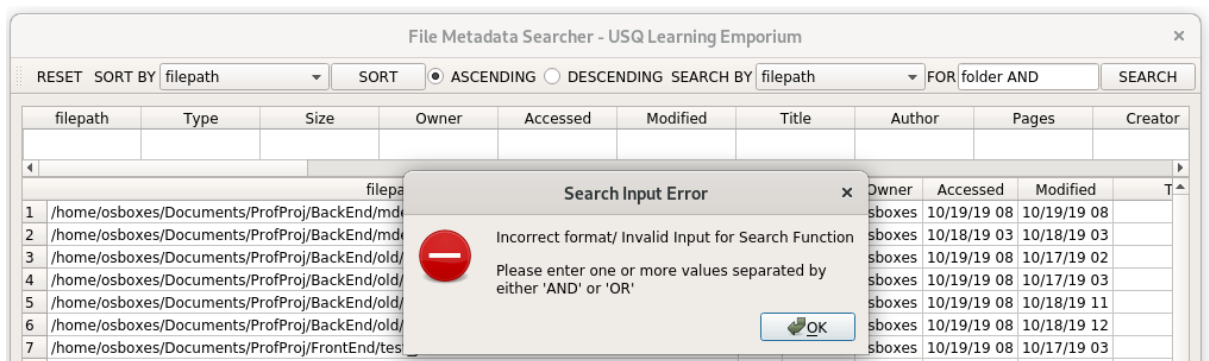 File Metadata Searcher - USQ Learning Emporium
RESET SORT BY filepath SORT ASCENDING DESCENDING SEARCH BY filepath FOR folder AND SEARCH
filepath Type Size Owner Accessed Modified Title Author Pages Creator
Search Input Error
Incorrect format/ Invalid Input for Search Function
Please enter one or more values separated by
either 'AND' or 'OR'
OK
filepa Owner Accessed Modified T
1 /home/osboxes/Documents/ProfProj/BackEnd/mde sboxes 10/19/19 08 10/19/19 08
2 /home/osboxes/Documents/ProfProj/BackEnd/mde sboxes 10/18/19 03 10/18/19 03
3 /home/osboxes/Documents/ProfProj/BackEnd/old/ sboxes 10/19/19 08 10/17/19 02
4 /home/osboxes/Documents/ProfProj/BackEnd/old/ sboxes 10/19/19 08 10/17/19 03
5 /home/osboxes/Documents/ProfProj/BackEnd/old/ sboxes 10/19/19 08 10/18/19 11
6 /home/osboxes/Documents/ProfProj/BackEnd/old/ sboxes 10/19/19 08 10/18/19 12
7 /home/osboxes/Documents/ProfProj/FrontEnd/test_ sboxes 10/19/19 08 10/17/19 03